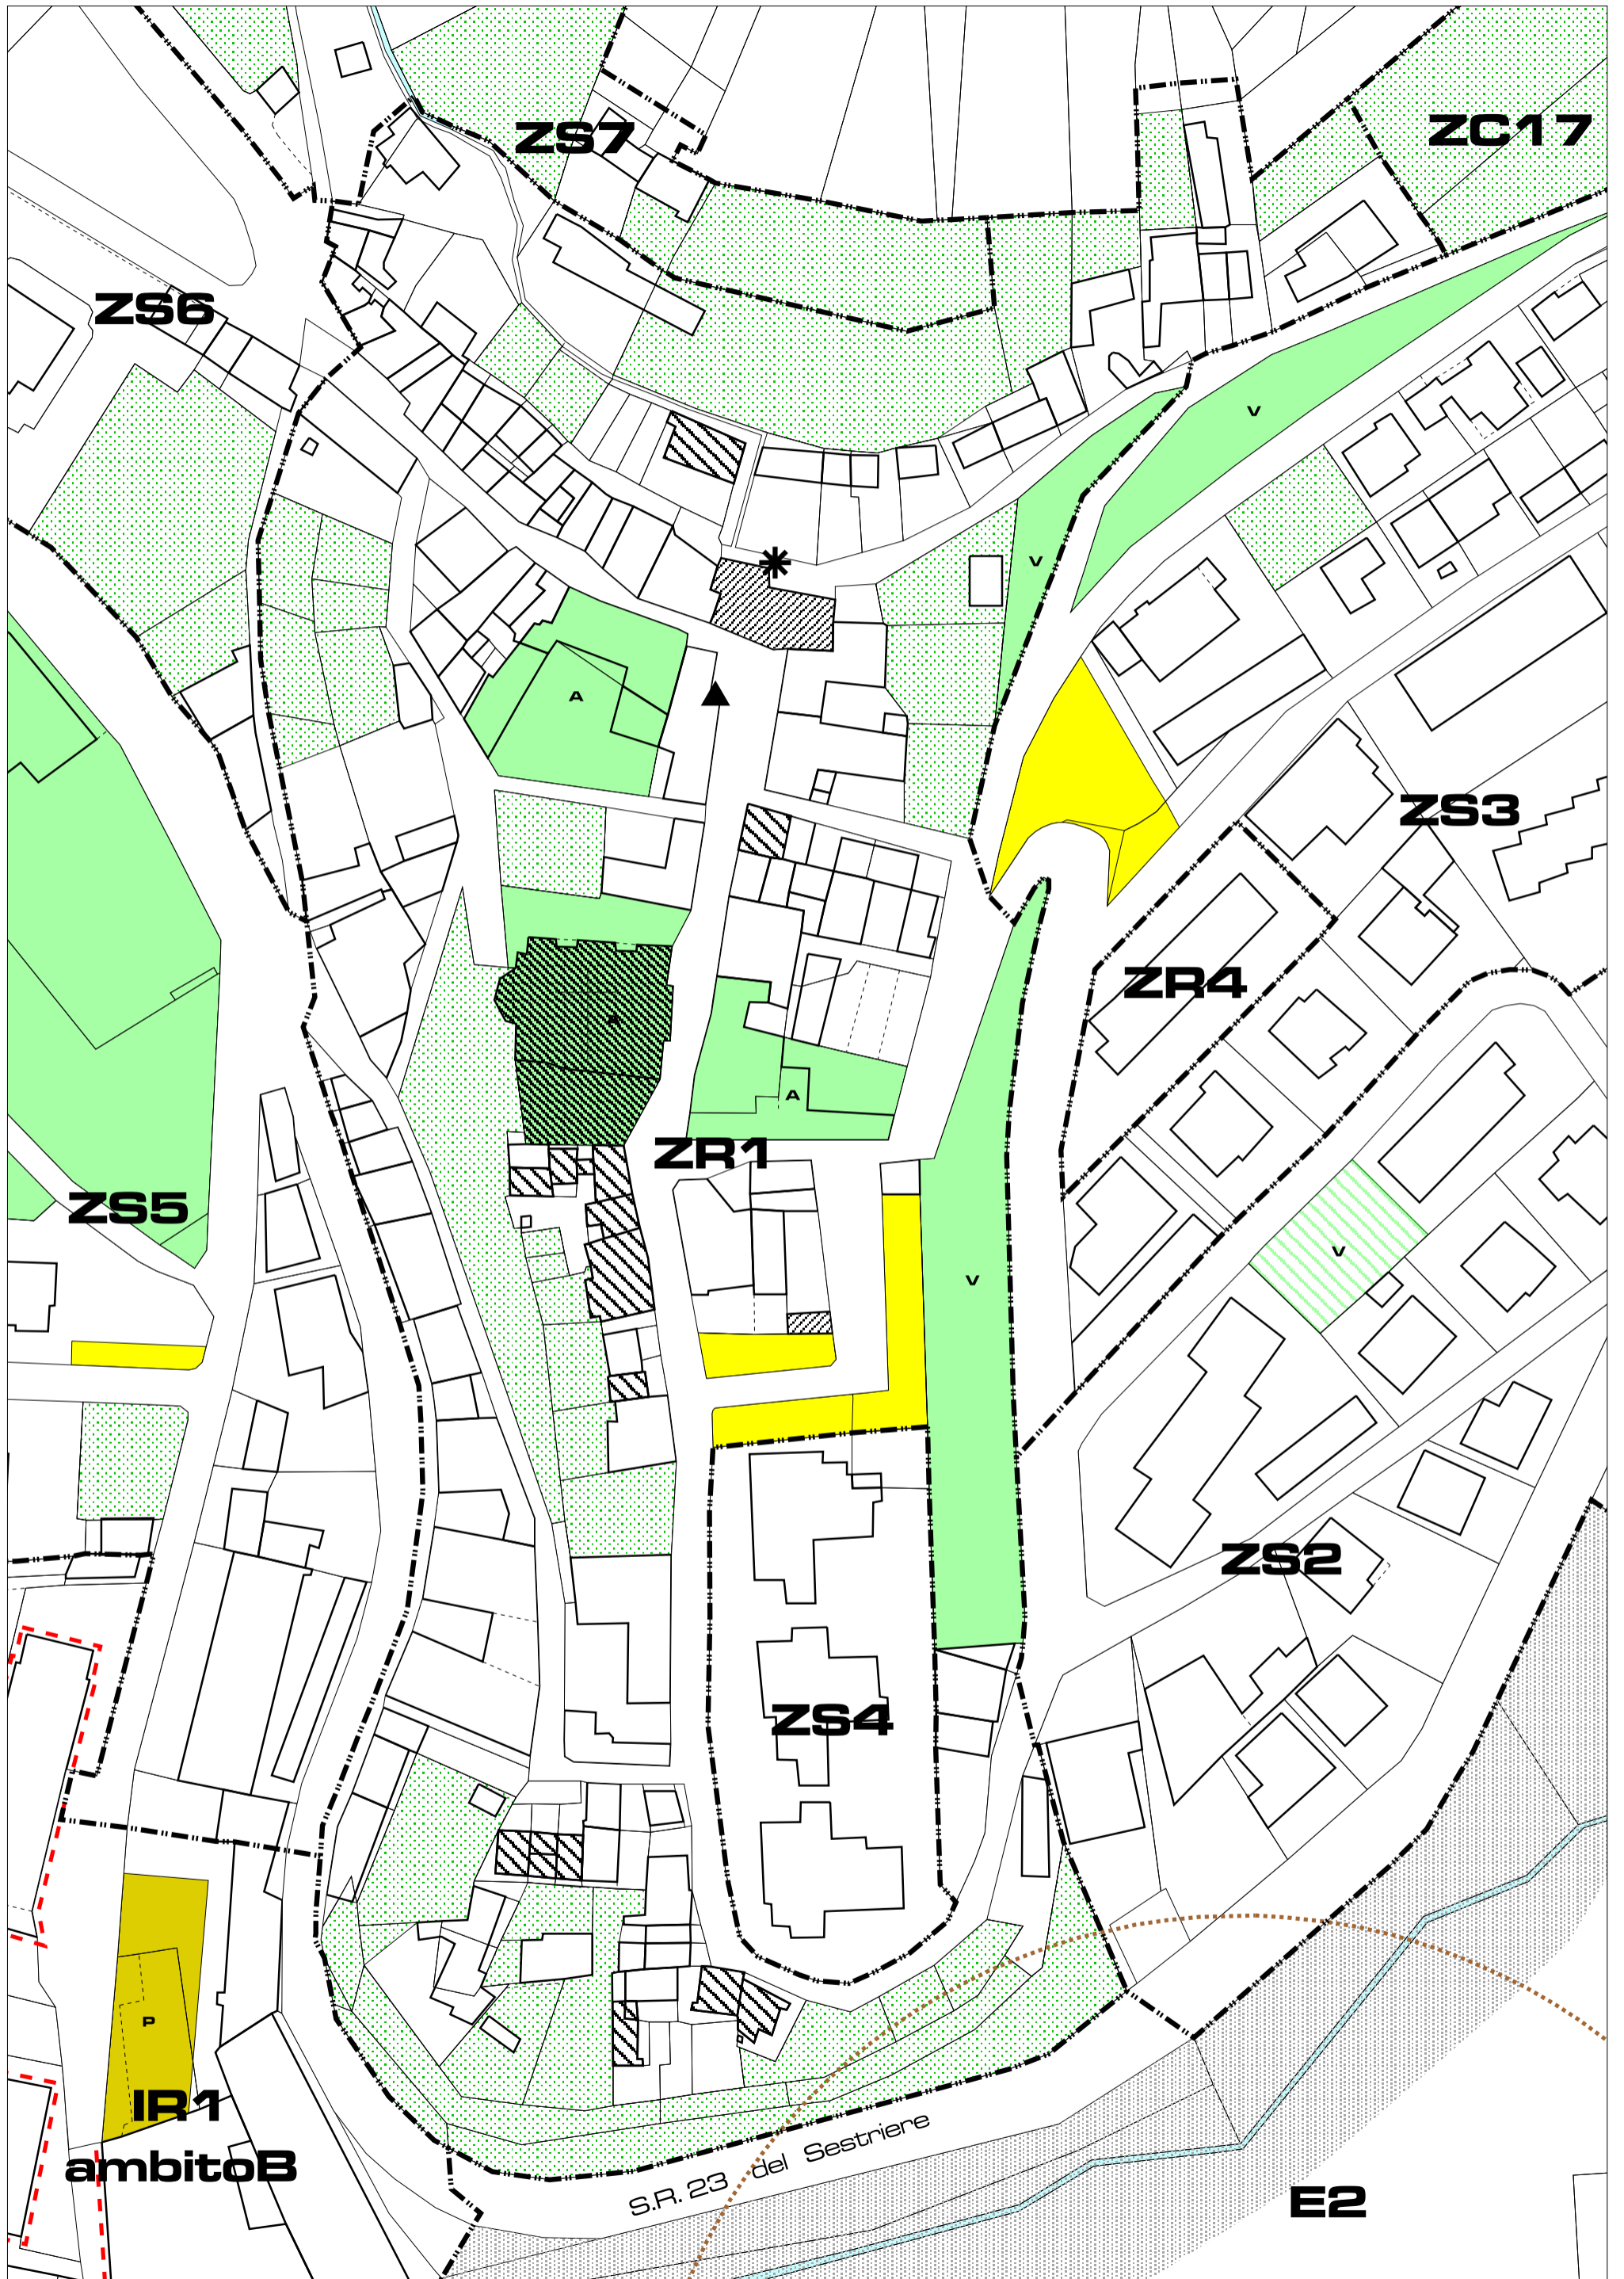 ZS7
ZC17
ZS6
V
V
A
ZS3
ZR4
A
ZR1
ZS5
V
V
ZS2
ZS4
P
IR1
ambitoB
S.R. 23 del Sestriere
E2